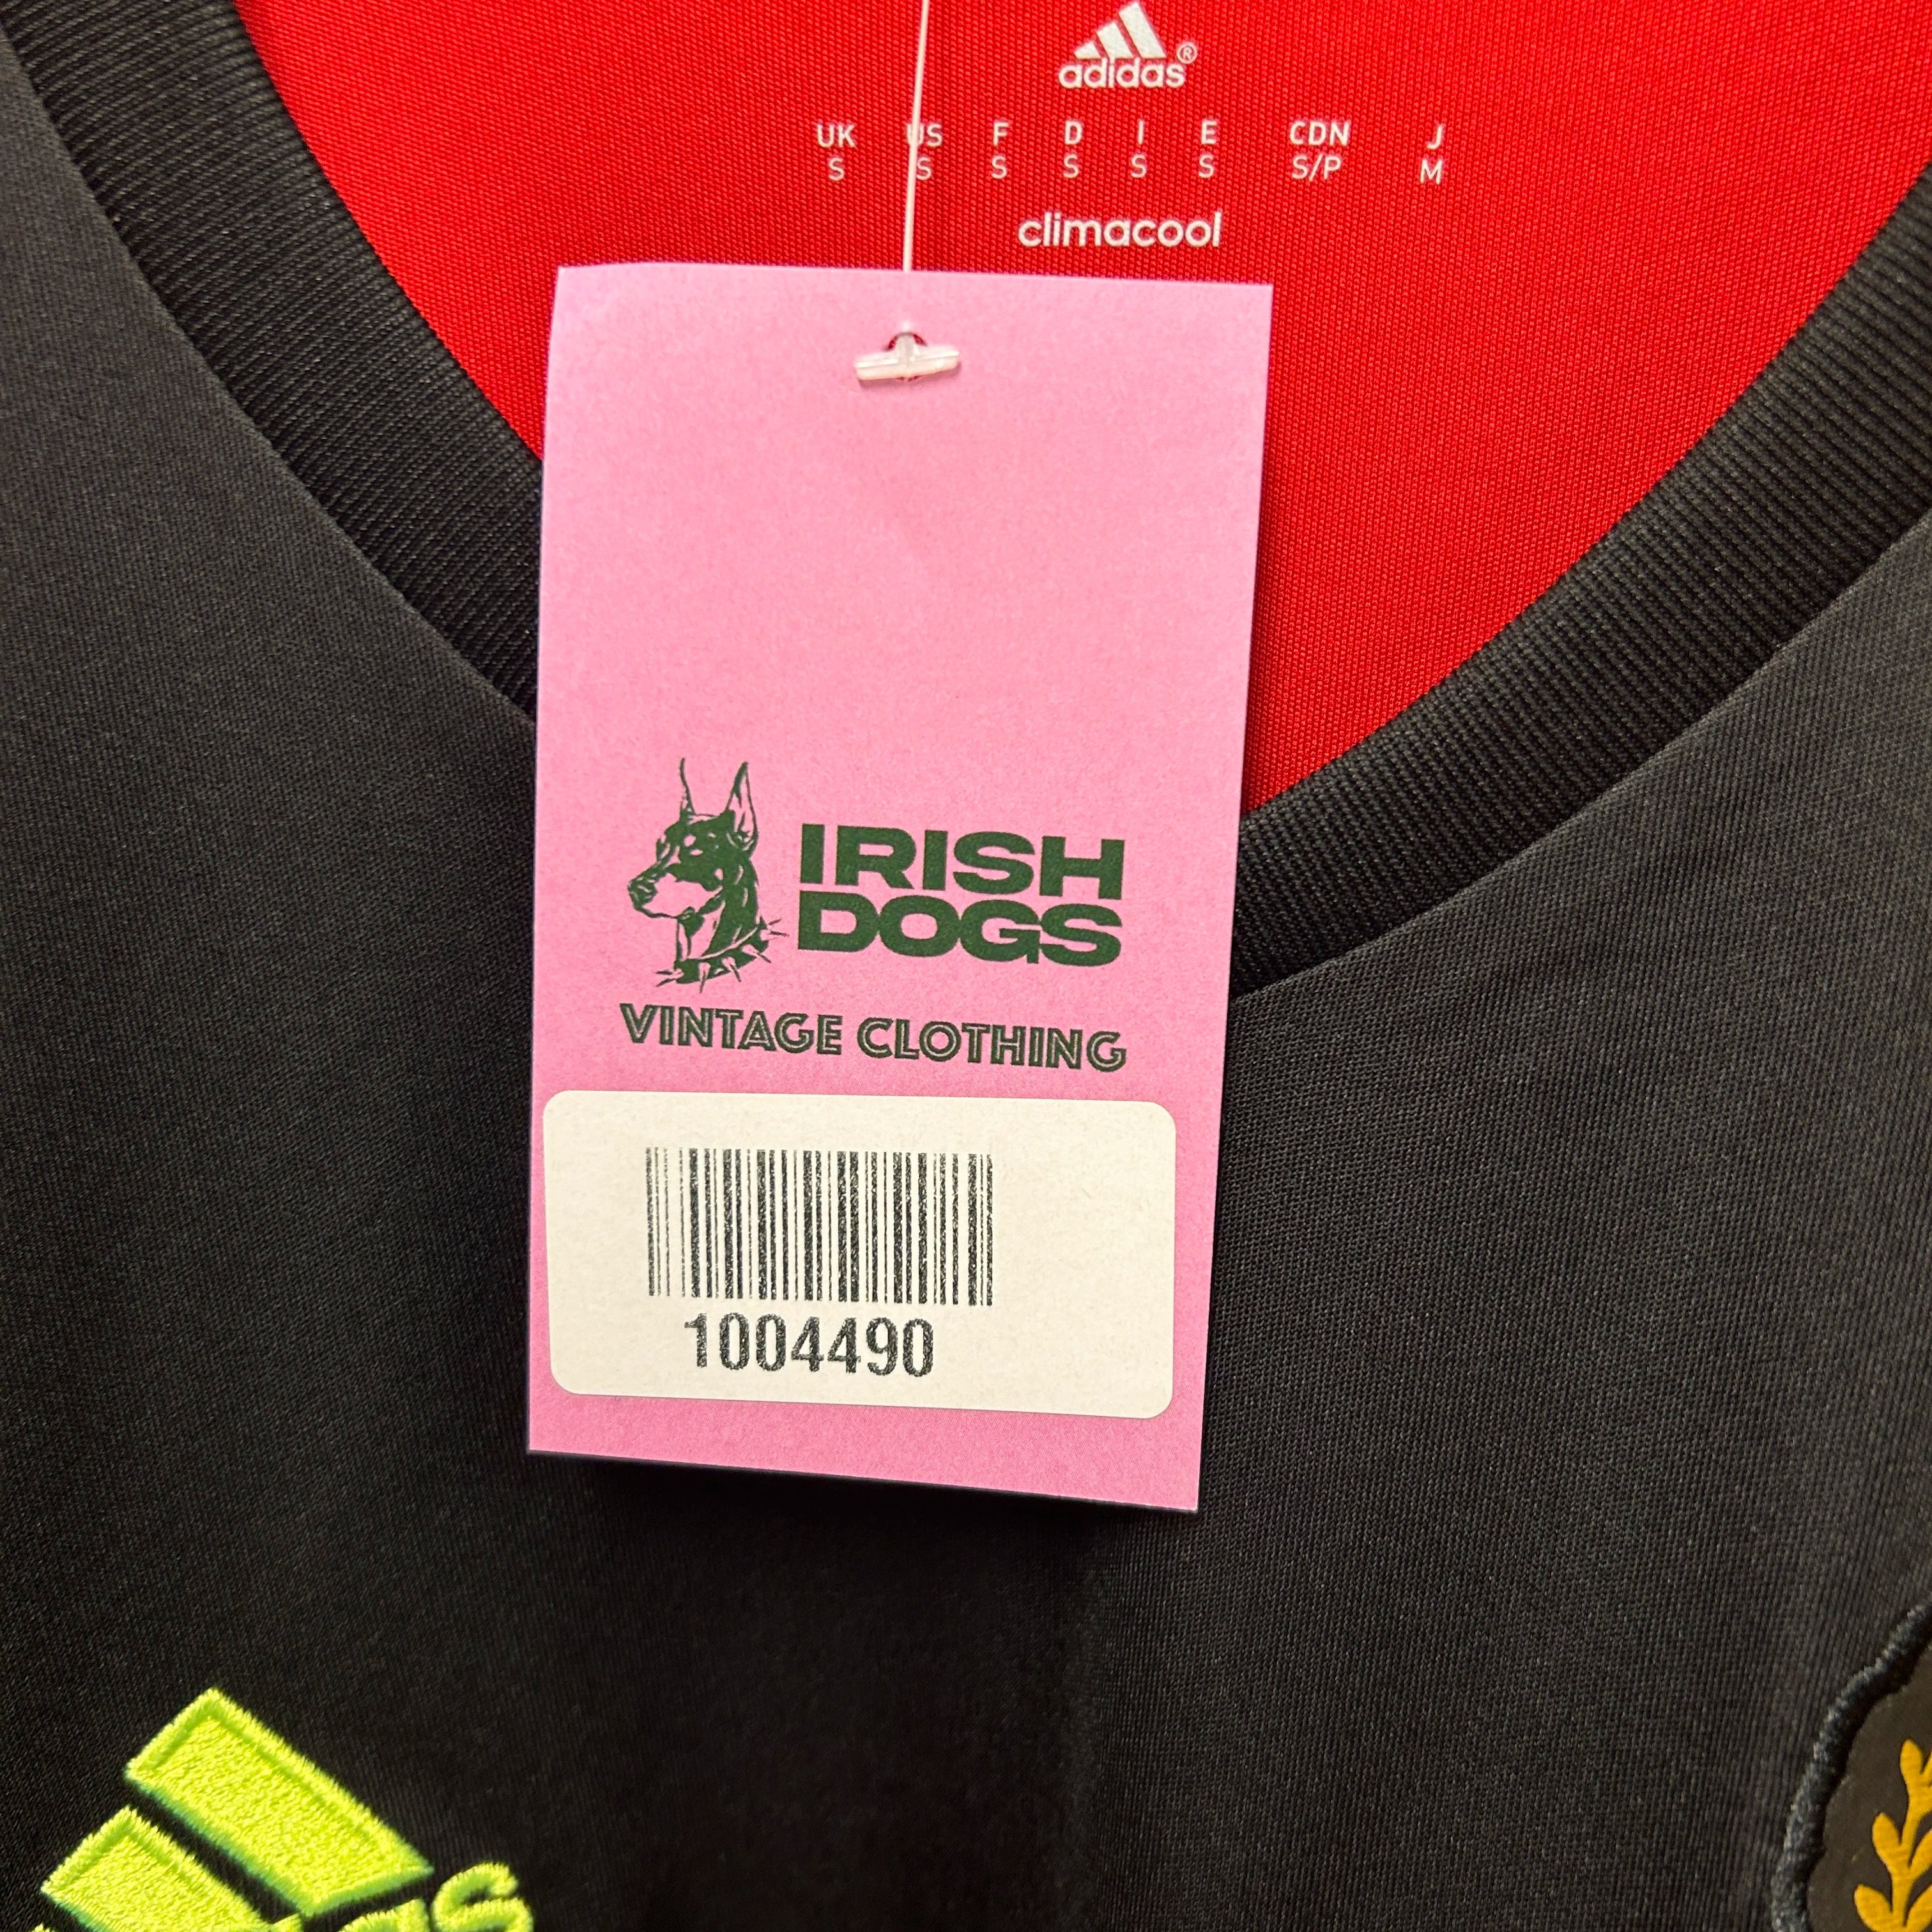 adidas®
UK US F D I E CDN J
S S S S S S S/P M
climacool
IRISH
DOGS
VINTAGE CLOTHING
1004490